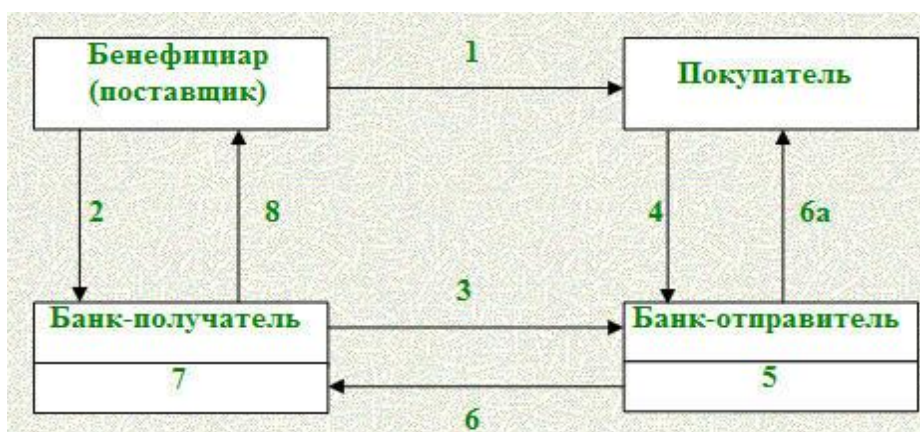 Бенефициар
(поставщик)
1
Покупатель
2
8
4
6а
3
Банк-получатель
Банк-отправитель
7
5
6